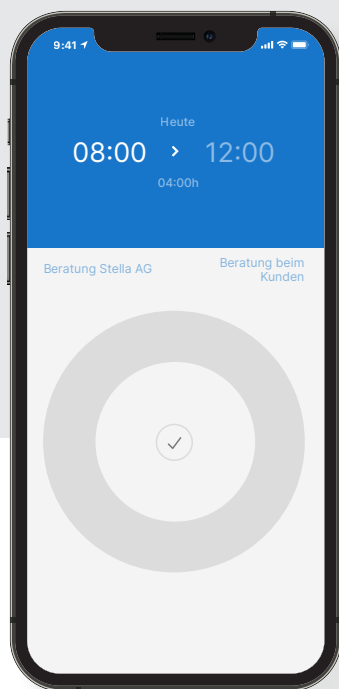 9:41
Heute
08:00 > 12:00
04:00h
Beratung Stella AG
Beratung beim
Kunden